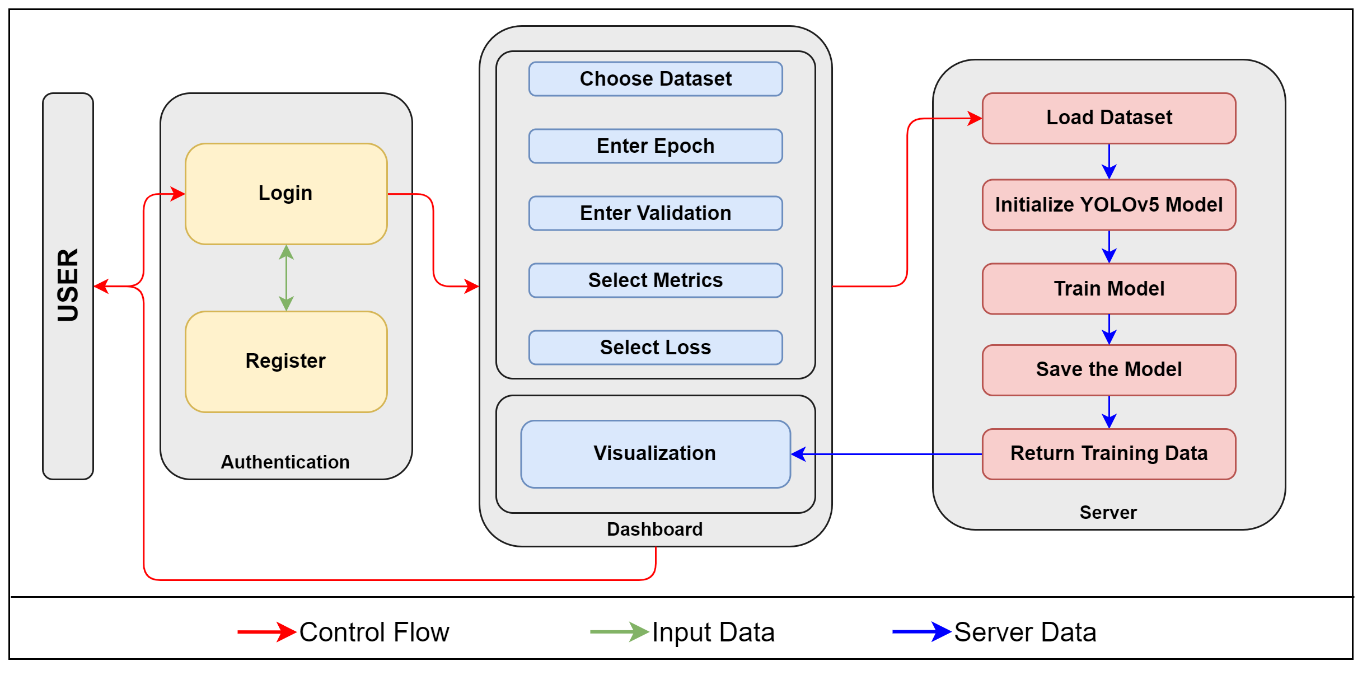 USER
Login
Register
Authentication
Choose Dataset
Enter Epoch
Enter Validation
Select Metrics
Select Loss
Visualization
Dashboard
Load Dataset
Initialize YOLOv5 Model
Train Model
Save the Model
Return Training Data
Server
Control Flow
Input Data
Server Data